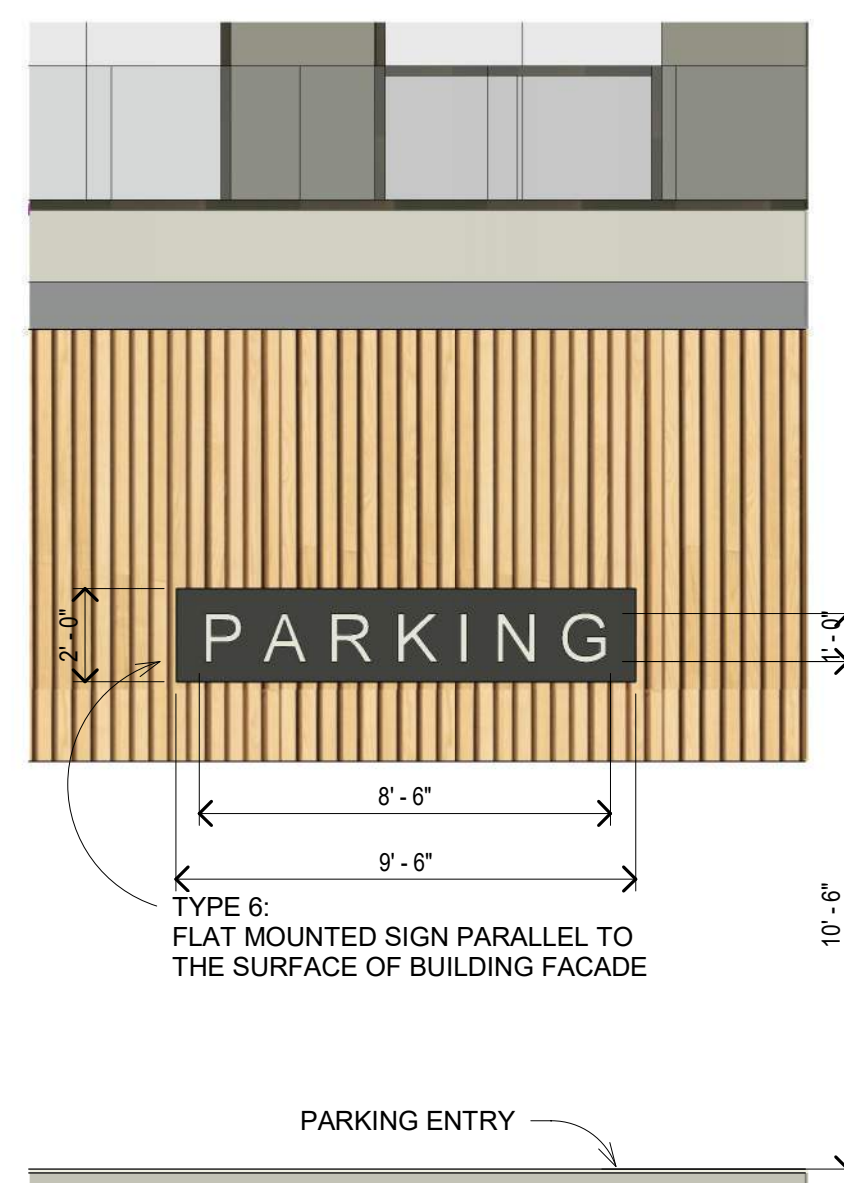 PARKING
2' - 0"
1' - 0"
8' - 6"
9' - 6"
TYPE 6:
FLAT MOUNTED SIGN PARALLEL TO
THE SURFACE OF BUILDING FACADE
10' - 6"
PARKING ENTRY